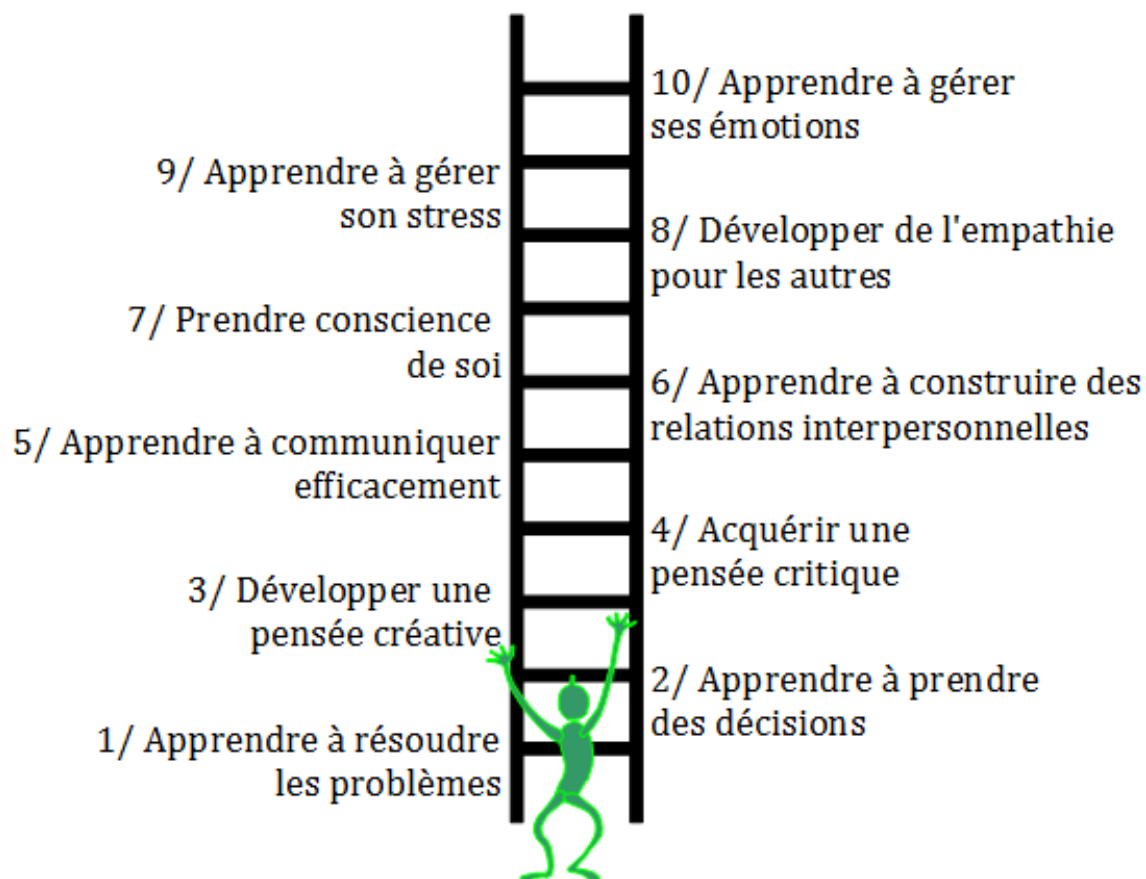 10/ Apprendre à gérer
ses émotions
9/ Apprendre à gérer
son stress
8/ Développer de l'empathie
pour les autres
7/ Prendre conscience
de soi
6/ Apprendre à construire des
relations interpersonnelles
5/ Apprendre à communiquer
efficacement
4/ Acquérir une
pensée critique
3/ Développer une
pensée créative
2/ Apprendre à prendre
des décisions
1/ Apprendre à résoudre
les problèmes